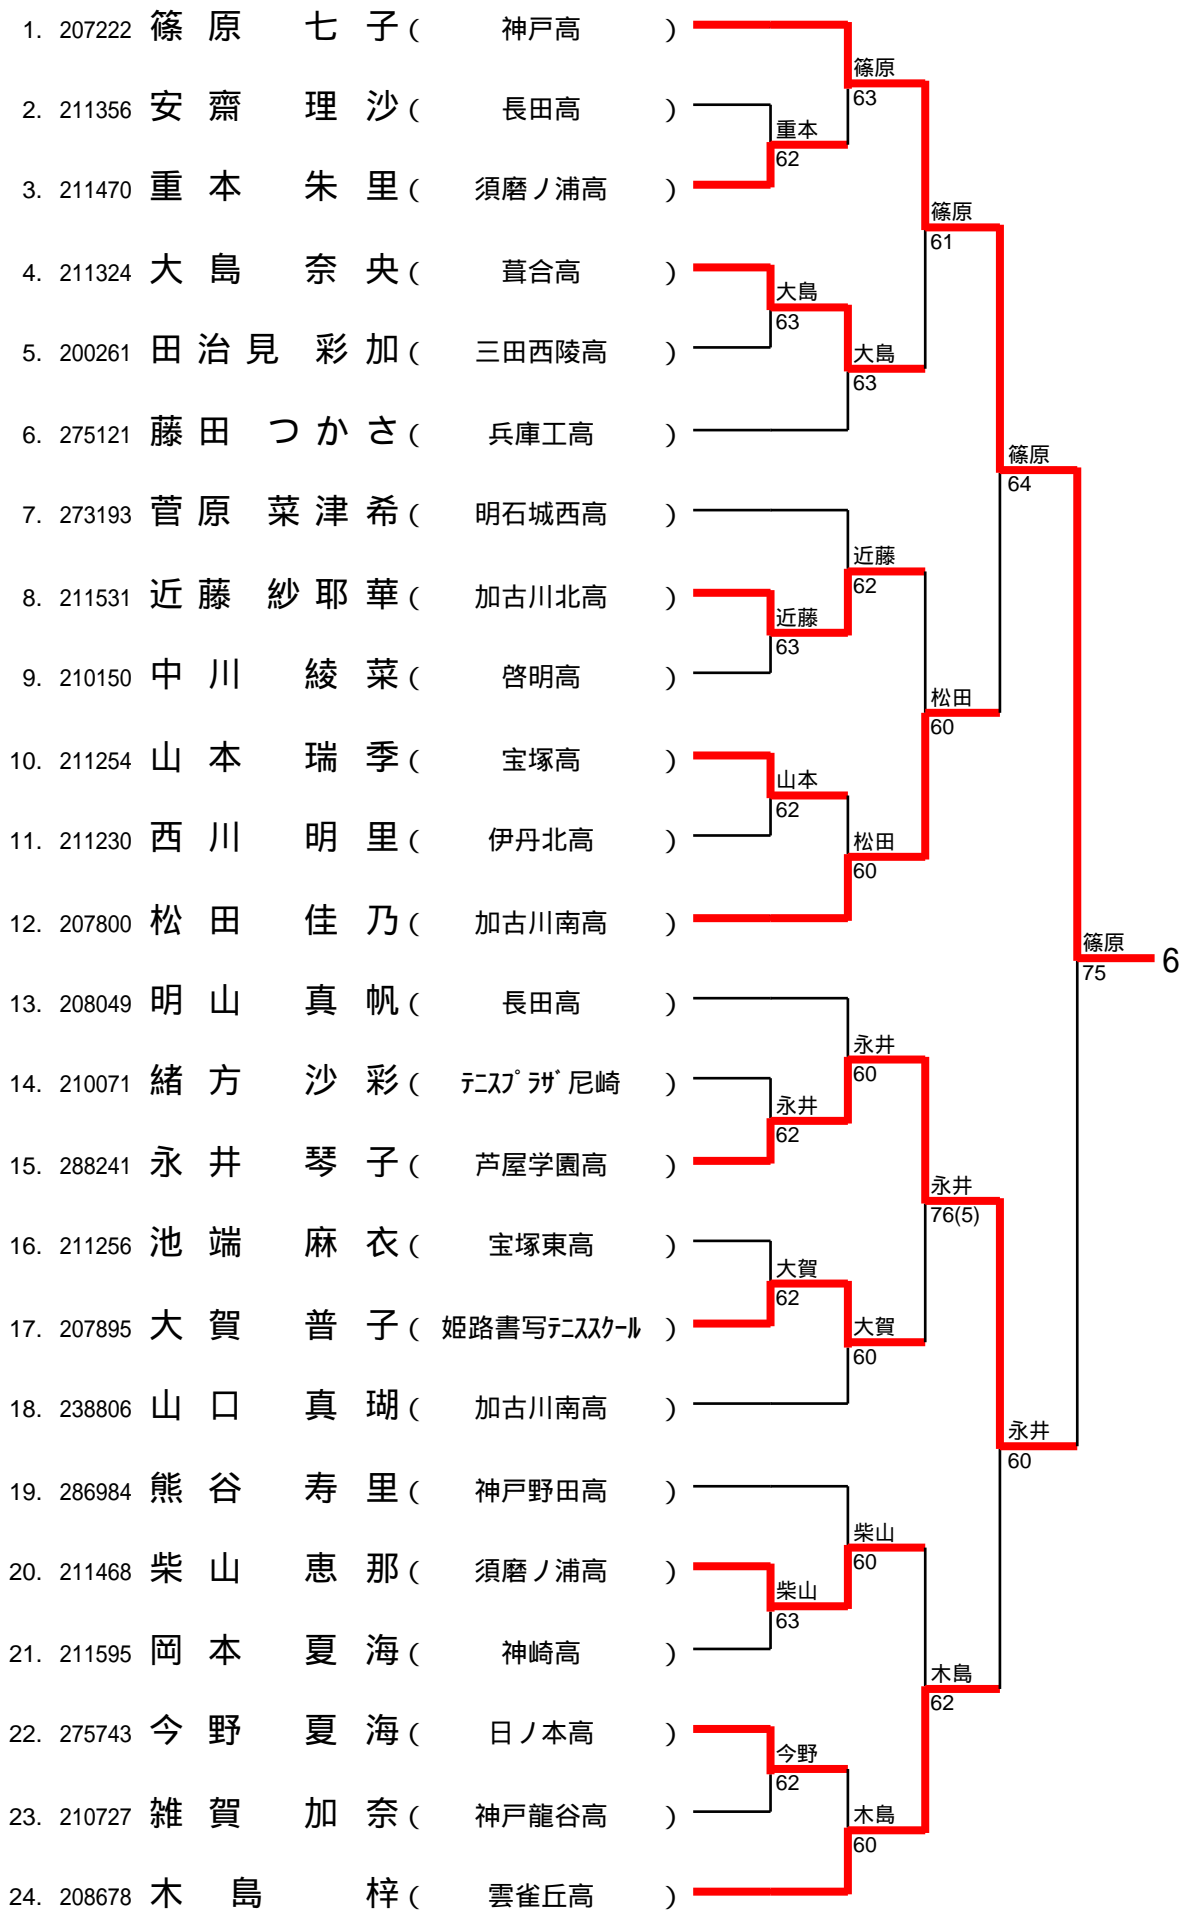 1. 207222 篠原 七子 ( 神戸高 )
篠原
63
2. 211356 安齋 理沙 ( 長田高 )
重本
62
3. 211470 重本 朱里 ( 須磨ノ浦高 )
篠原
61
4. 211324 大島 奈央 ( 葺合高 )
大島
63
5. 200261 田治見 彩加 ( 三田西陵高 )
大島
63
6. 275121 藤田 つかさ ( 兵庫工高 )
篠原
64
7. 273193 菅原 菜津希 ( 明石城西高 )
近藤
62
8. 211531 近藤 紗耶華 ( 加古川北高 )
近藤
63
9. 210150 中川 綾菜 ( 啓明高 )
松田
60
10. 211254 山本 瑞季 ( 宝塚高 )
山本
62
11. 211230 西川 明里 ( 伊丹北高 )
松田
60
12. 207800 松田 佳乃 ( 加古川南高 )
篠原
75
6
13. 208049 明山 真帆 ( 長田高 )
永井
60
14. 210071 緒方 沙彩 ( ﾃﾆｽﾌﾟﾗｻﾞ尼崎 )
永井
62
15. 288241 永井 琴子 ( 芦屋学園高 )
永井
76(5)
16. 211256 池端 麻衣 ( 宝塚東高 )
大賀
62
17. 207895 大賀 普子 ( 姫路書写ﾃﾆｽｽｸｰﾙ )
大賀
60
18. 238806 山口 真瑚 ( 加古川南高 )
永井
60
19. 286984 熊谷 寿里 ( 神戸野田高 )
柴山
60
20. 211468 柴山 恵那 ( 須磨ノ浦高 )
柴山
63
21. 211595 岡本 夏海 ( 神崎高 )
木島
62
22. 275743 今野 夏海 ( 日ノ本高 )
今野
62
23. 210727 雑賀 加奈 ( 神戸龍谷高 )
木島
60
24. 208678 木島 梓 ( 雲雀丘高 )